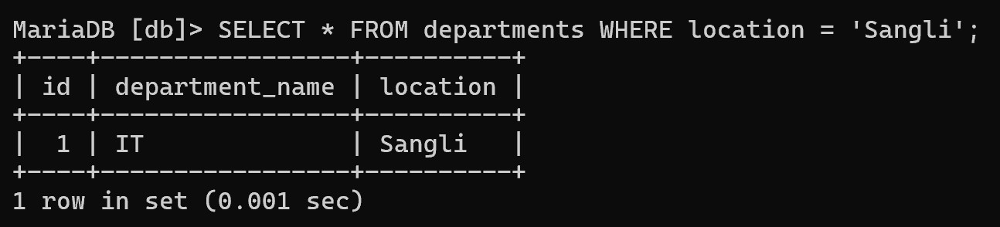 MariaDB [db]> SELECT * FROM departments WHERE location = 'Sangli';
+----+-----------------+----------+
| id | department_name | location |
+----+-----------------+----------+
|  1 | IT              | Sangli   |
+----+-----------------+----------+
1 row in set (0.001 sec)